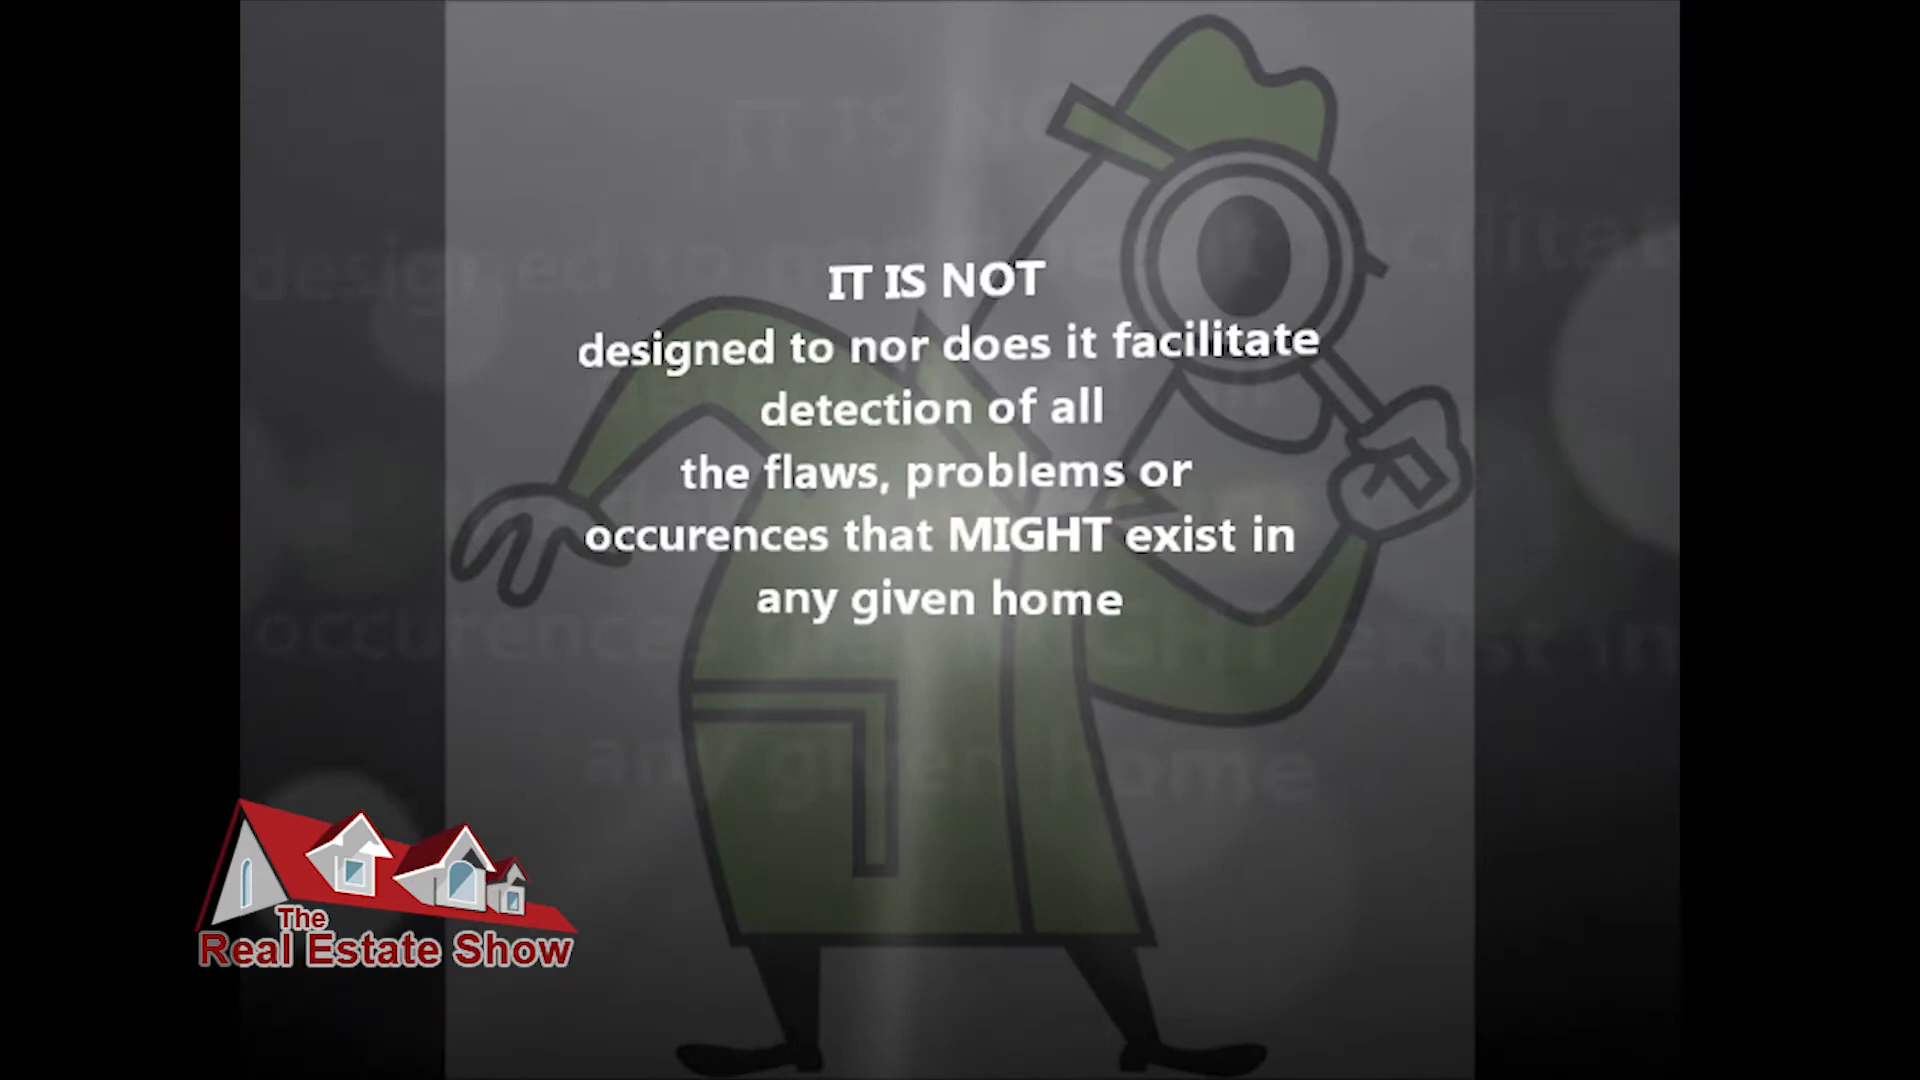 IT IS NOT
designed to nor does it facilitate
detection of all
the flaws, problems or
occurences that MIGHT exist in
any given home
The
Real Estate Show